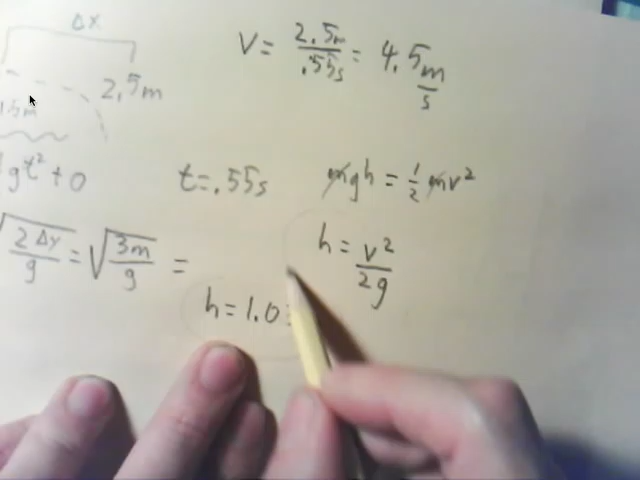 Δx
V = 2.5m/.55s = 4.5 m/s
2,5m
.5m
gt² + 0
t = .55s
mgh = 1/2 mv²
√2Δy/g = √3m/g =
h = v²/2g
h = 1.0